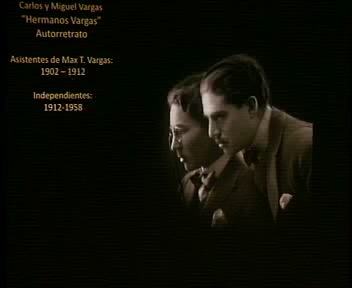 Carlos y Miguel Vargas
"Hermanos Vargas"
Autorretrato
Asistentes de Max T. Vargas:
1902 – 1912
Independientes:
1912-1958